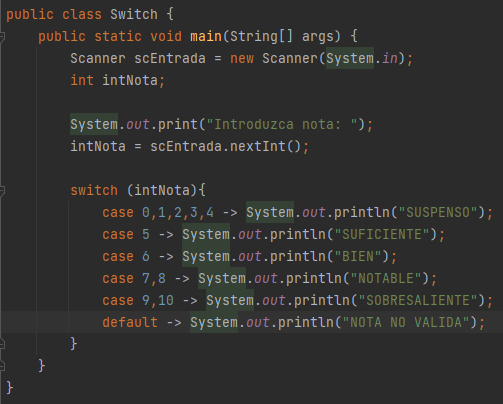 public class Switch {
    public static void main(String[] args) {
        Scanner scEntrada = new Scanner(System.in);
        int intNota;

        System.out.print("Introduzca nota: ");
        intNota = scEntrada.nextInt();

        switch (intNota){
            case 0,1,2,3,4 -> System.out.println("SUSPENSO");
            case 5 -> System.out.println("SUFICIENTE");
            case 6 -> System.out.println("BIEN");
            case 7,8 -> System.out.println("NOTABLE");
            case 9,10 -> System.out.println("SOBRESALIENTE");
            default -> System.out.println("NOTA NO VALIDA");
        }
    }
}